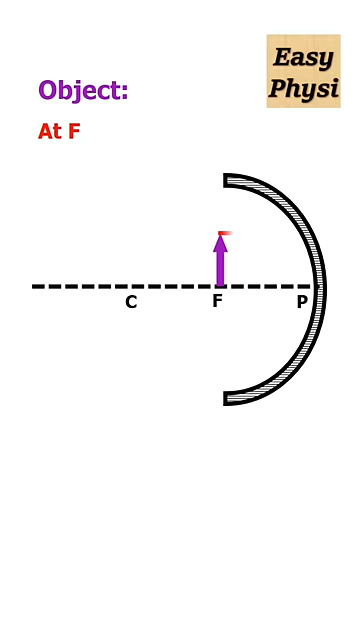 Easy
Physi
Object:
At F
C
F
P